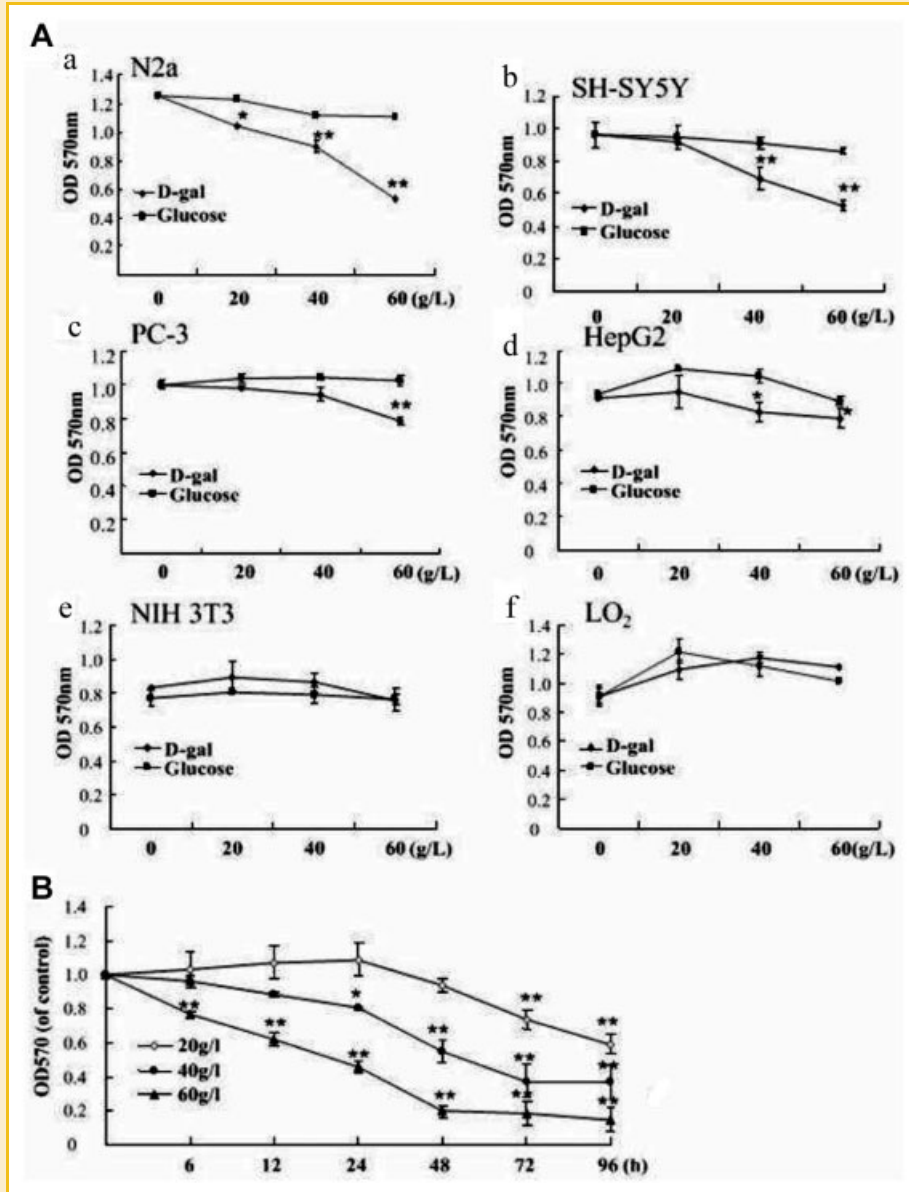 A
a N2a
1.4
1.2
1.0
0.8
0.6
0.4
0.2
OD 570nm
D-gal
Glucose
*
**
**
0 20 40 60 (g/L)
b SH-SY5Y
1.2
1.0
0.8
0.6
0.4
0.2
0
OD 570nm
D-gal
Glucose
**
**
0 20 40 60 (g/L)
c PC-3
1.2
1.0
0.8
0.6
0.4
0.2
OD 570nm
D-gal
Glucose
**
0 20 40 60 (g/L)
d HepG2
1.2
1.0
0.8
0.6
0.4
0.2
0
OD 570nm
D-gal
Glucose
*
*
0 20 40 60 (g/L)
e NIH 3T3
1.2
1.0
0.8
0.6
0.4
0.2
0
OD 570nm
D-gal
Glucose
0 20 40 60 (g/L)
f LO₂
1.4
1.2
1.0
0.8
0.6
0.4
0.2
0
OD 570nm
D-gal
Glucose
0 20 40 60 (g/L)
B
1.4
1.2
1.0
0.8
0.6
0.4
0.2
0
OD570 (of control)
20g/l
40g/l
60g/l
** ** * ** ** ** ** ** ** ** **
6 12 24 48 72 96 (h)